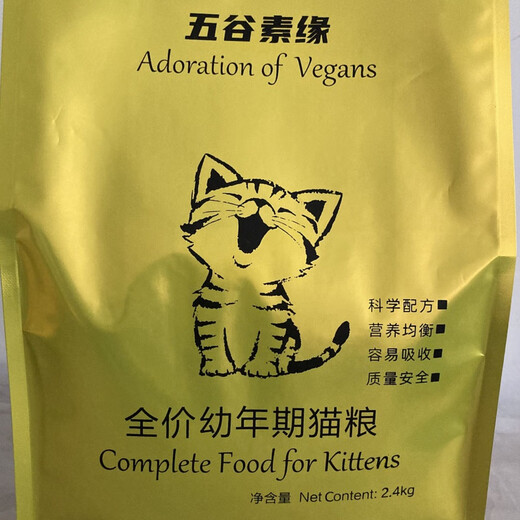 五谷素缘
Adoration of Vegans
科学配方■
营养均衡■
容易吸收■
质量安全■
全价幼年期猫粮
Complete Food for Kittens
净含量 Net Content: 2.4kg